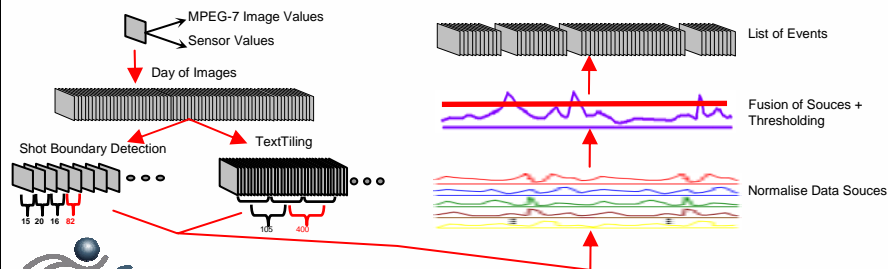 MPEG-7 Image Values
Sensor Values
Day of Images
Shot Boundary Detection
TextTiling
15 20 16 82
105 400
List of Events
Fusion of Souces +
Thresholding
Normalise Data Souces